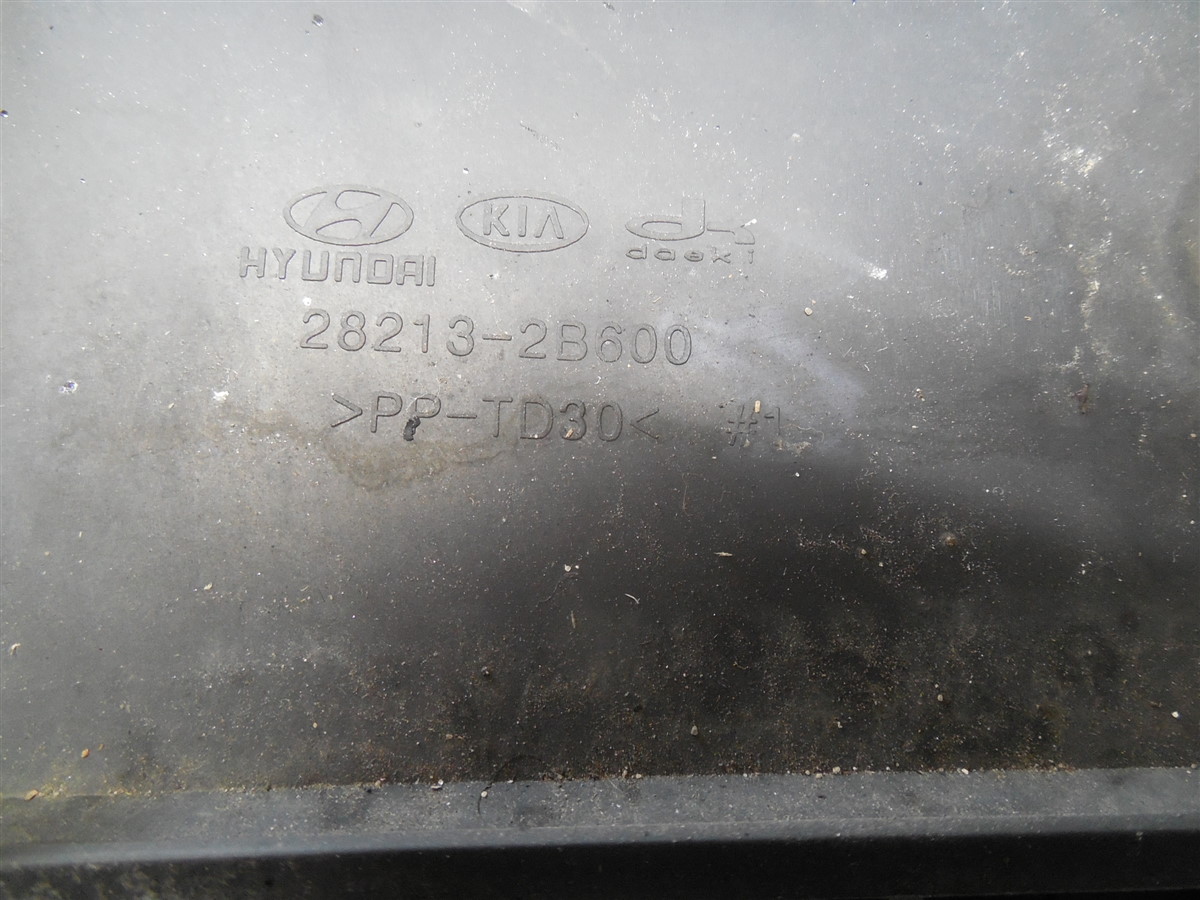 HYUNDAI KIA daeki
28213-2B600
>PP-TD30< #1